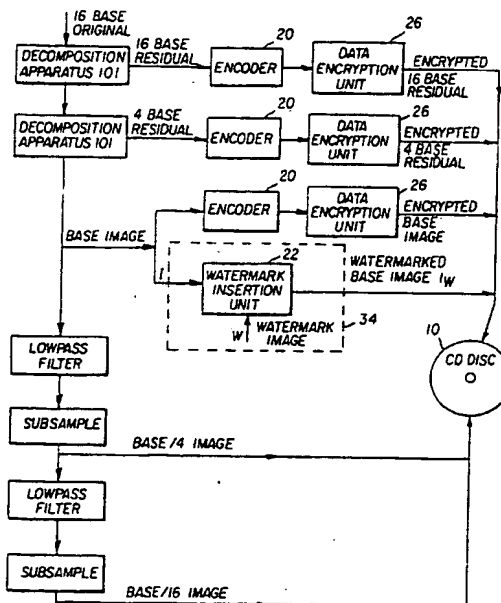 16 BASE
ORIGINAL
DECOMPOSITION
APPARATUS 101
16 BASE
RESIDUAL
20
ENCODER
26
DATA
ENCRYPTION
UNIT
ENCRYPTED
16 BASE
RESIDUAL
DECOMPOSITION
APPARATUS 101
4 BASE
RESIDUAL
20
ENCODER
26
DATA
ENCRYPTION
UNIT
ENCRYPTED
4 BASE
RESIDUAL
20
ENCODER
26
DATA
ENCRYPTION
UNIT
ENCRYPTED
BASE
IMAGE
BASE IMAGE
I
22
WATERMARK
INSERTION
UNIT
WATERMARKED
BASE IMAGE IW
W
WATERMARK
IMAGE
34
10
CD DISC
LOWPASS
FILTER
SUBSAMPLE
BASE/4 IMAGE
LOWPASS
FILTER
SUBSAMPLE
BASE/16 IMAGE